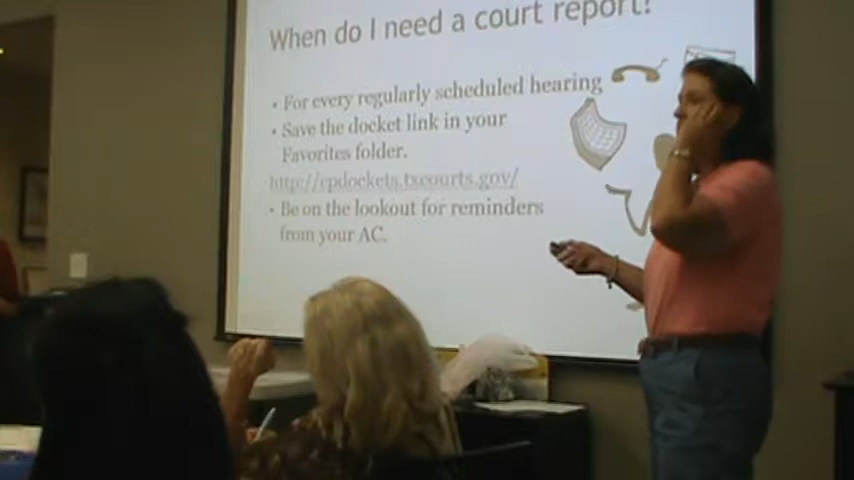 When do I need a court report?
• For every regularly scheduled hearing
• Save the docket link in your
Favorites folder.
http://cpdockets.txcourts.gov/
• Be on the lookout for reminders
from your AC.